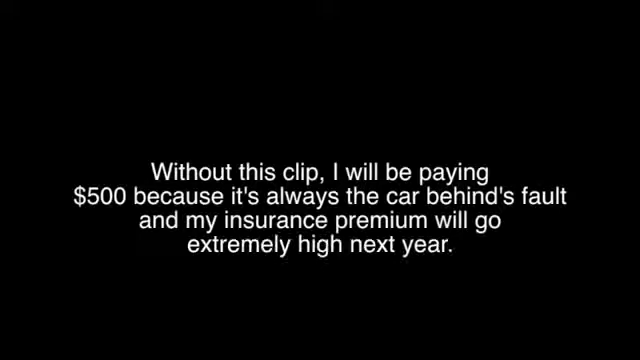 Without this clip, I will be paying
$500 because it's always the car behind's fault
and my insurance premium will go
extremely high next year.